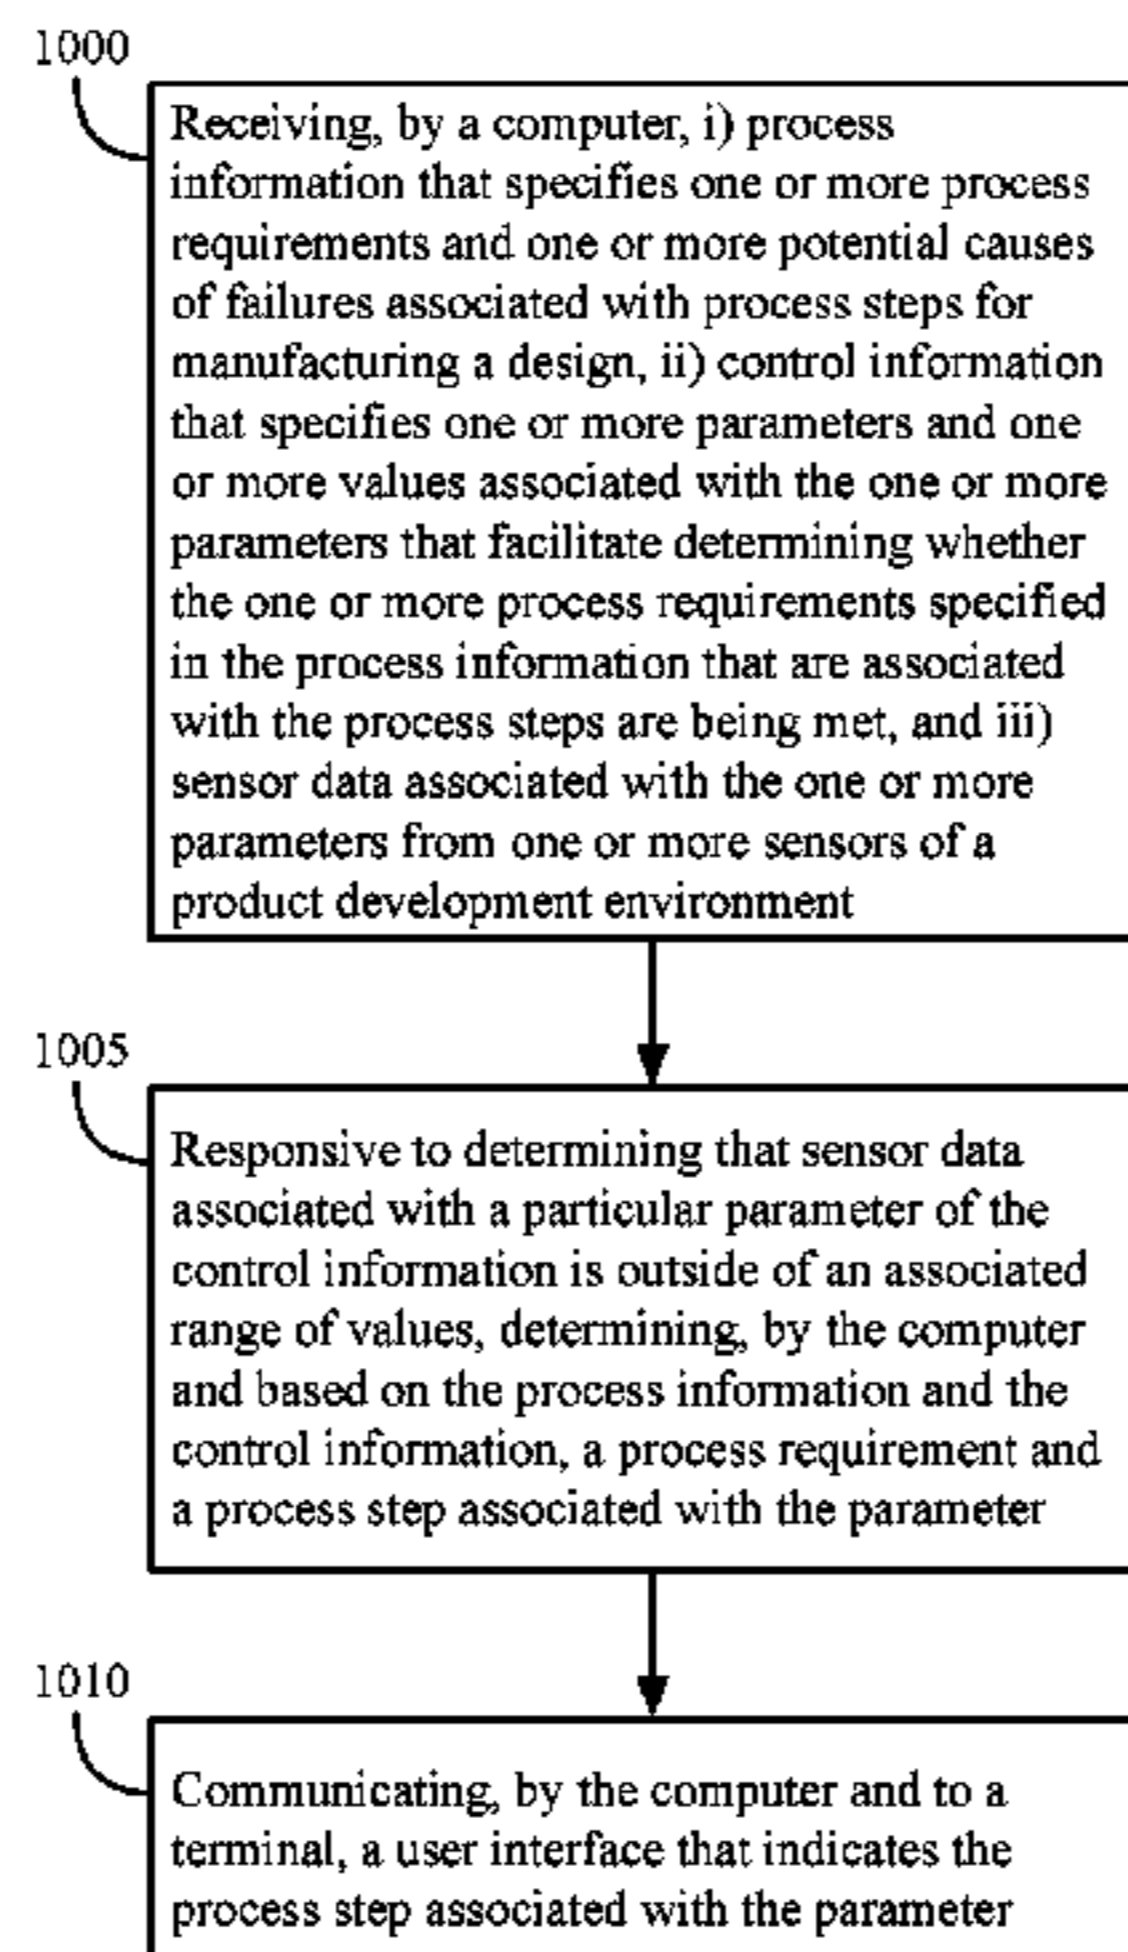 1000
Receiving, by a computer, i) process
information that specifies one or more process
requirements and one or more potential causes
of failures associated with process steps for
manufacturing a design, ii) control information
that specifies one or more parameters and one
or more values associated with the one or more
parameters that facilitate determining whether
the one or more process requirements specified
in the process information that are associated
with the process steps are being met, and iii)
sensor data associated with the one or more
parameters from one or more sensors of a
product development environment
1005
Responsive to determining that sensor data
associated with a particular parameter of the
control information is outside of an associated
range of values, determining, by the computer
and based on the process information and the
control information, a process requirement and
a process step associated with the parameter
1010
Communicating, by the computer and to a
terminal, a user interface that indicates the
process step associated with the parameter